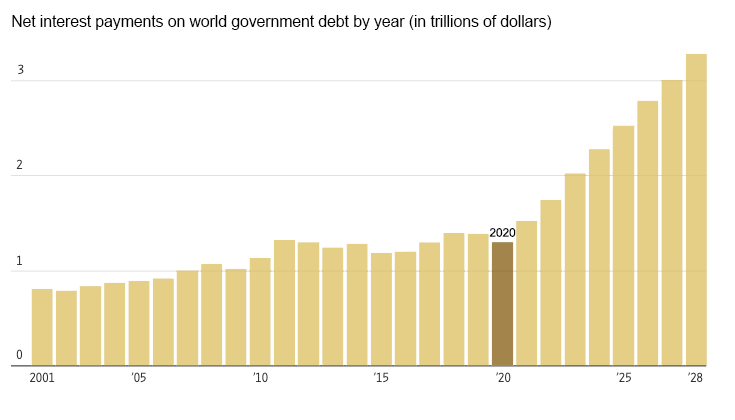 Net interest payments on world government debt by year (in trillions of dollars)
3
2
1
0
2020
2001 '05 '10 '15 '20 '25 '28